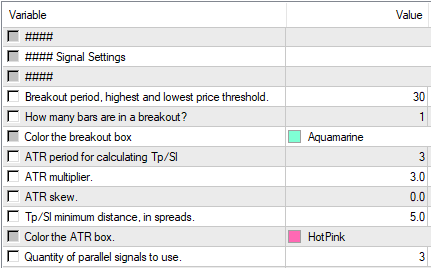 Variable Value
####
#### Signal Settings
####
Breakout period, highest and lowest price threshold. 30
How many bars are in a breakout? 1
Color the breakout box Aquamarine
ATR period for calculating Tp/Sl 3
ATR multiplier. 3.0
ATR skew. 0.0
Tp/Sl minimum distance, in spreads. 5.0
Color the ATR box. HotPink
Quantity of parallel signals to use. 3